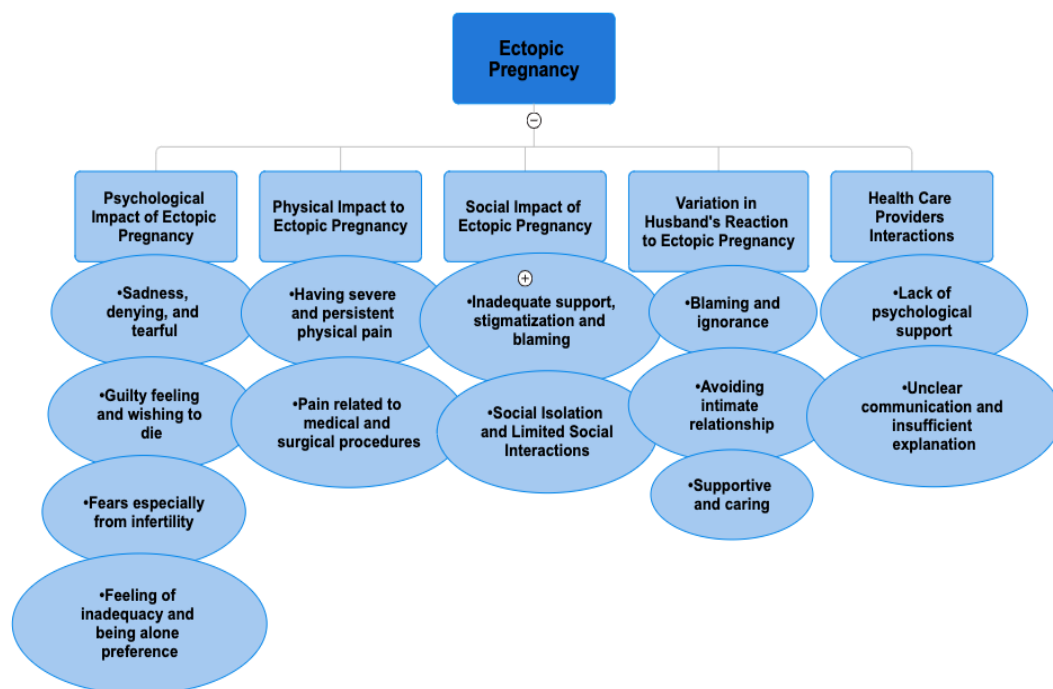 Ectopic
Pregnancy
Psychological
Impact of Ectopic
Pregnancy
•Sadness,
denying, and
tearful
•Guilty feeling
and wishing to
die
•Fears especially
from infertility
•Feeling of
inadequacy and
being alone
preference
Physical Impact to
Ectopic Pregnancy
•Having severe
and persistent
physical pain
•Pain related to
medical and
surgical procedures
Social Impact of
Ectopic Pregnancy
•Inadequate support,
stigmatization and
blaming
•Social Isolation
and Limited Social
Interactions
Variation in
Husband's Reaction
to Ectopic Pregnancy
•Blaming and
ignorance
•Avoiding
intimate
relationship
•Supportive
and caring
Health Care
Providers
Interactions
•Lack of
psychological
support
•Unclear
communication and
insufficient
explanation